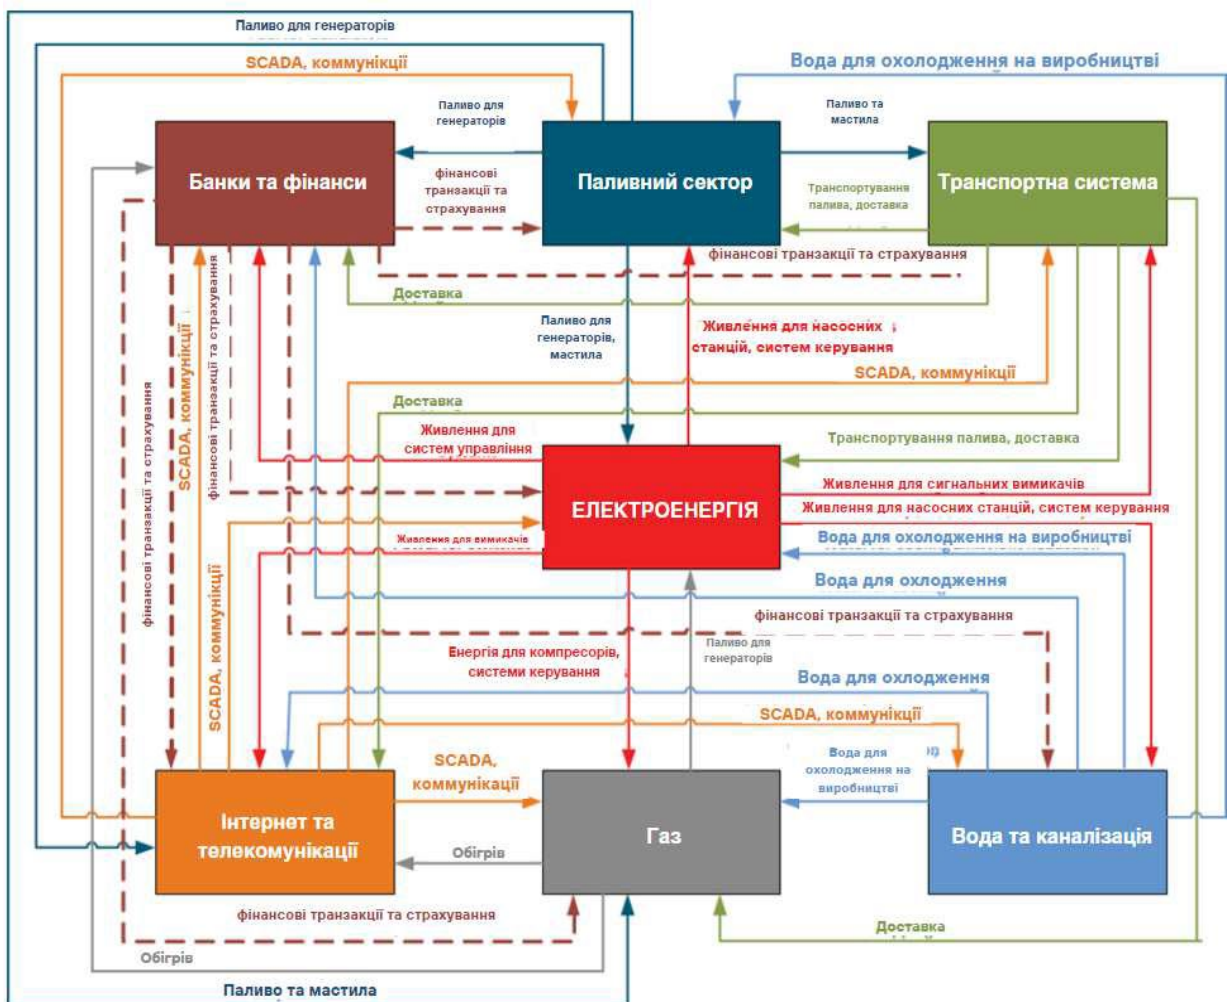 Паливо для генераторів
SCADA, коммунікції
Вода для охолодження на виробництві
Паливо для
генераторів
Паливо та
мастила
Банки та фінанси
фінансові
транзакції та
страхування
Паливний сектор
Транспортування
палива, доставка
Транспортна система
фінансові транзакції та страхування
Доставка
Паливо для
генераторів,
мастила
Живлення для насосних
станцій, систем керування
SCADA, коммунікції
фінансові транзакції та страхування
SCADA, коммунікції
фінансові транзакції та страхування
Доставка
Живлення для
систем управління
Транспортування палива, доставка
ЕЛЕКТРОЕНЕРГІЯ
Живлення для сигнальних вимикачів
Живлення для насосних станцій, систем керування
Живлення для вимикачів
Вода для охолодження на виробництві
Вода для охлодження
SCADA, коммунікції
фінансові транзакції та страхування
Енергія для компресорів,
системи керування
Паливо для
генераторів
Вода для охлодження
SCADA, коммунікції
SCADA,
коммунікації
Вода для
охолодження на
виробництві
Інтернет та
телекомунікації
Газ
Вода та каналізація
Обігрів
фінансові транзакції та страхування
Доставка
Обігрів
Паливо та мастила